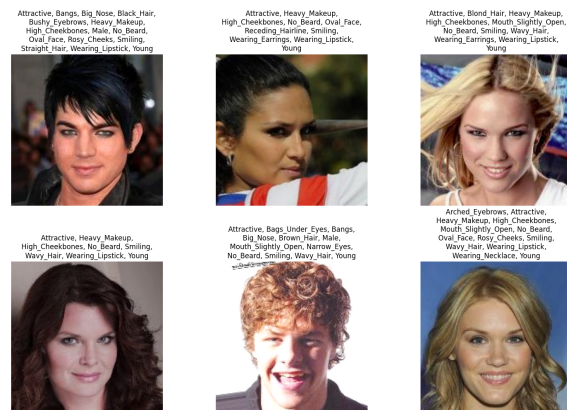 Attractive, Bangs, Big_Nose, Black_Hair,
Bushy_Eyebrows, Heavy_Makeup,
High_Cheekbones, Male, No_Beard,
Oval_Face, Rosy_Cheeks, Smiling,
Straight_Hair, Wearing_Lipstick, Young
Attractive, Heavy_Makeup,
High_Cheekbones, No_Beard, Oval_Face,
Receding_Hairline, Smiling,
Wearing_Earrings, Wearing_Lipstick,
Young
Attractive, Blond_Hair, Heavy_Makeup,
High_Cheekbones, Mouth_Slightly_Open,
No_Beard, Smiling, Wavy_Hair,
Wearing_Earrings, Wearing_Lipstick,
Young
Attractive, Heavy_Makeup,
High_Cheekbones, No_Beard, Smiling,
Wavy_Hair, Wearing_Lipstick, Young
Attractive, Bags_Under_Eyes, Bangs,
Big_Nose, Brown_Hair, Male,
Mouth_Slightly_Open, Narrow_Eyes,
No_Beard, Smiling, Wavy_Hair, Young
Arched_Eyebrows, Attractive,
Heavy_Makeup, High_Cheekbones,
Mouth_Slightly_Open, No_Beard,
Oval_Face, Rosy_Cheeks, Smiling,
Wavy_Hair, Wearing_Lipstick,
Wearing_Necklace, Young